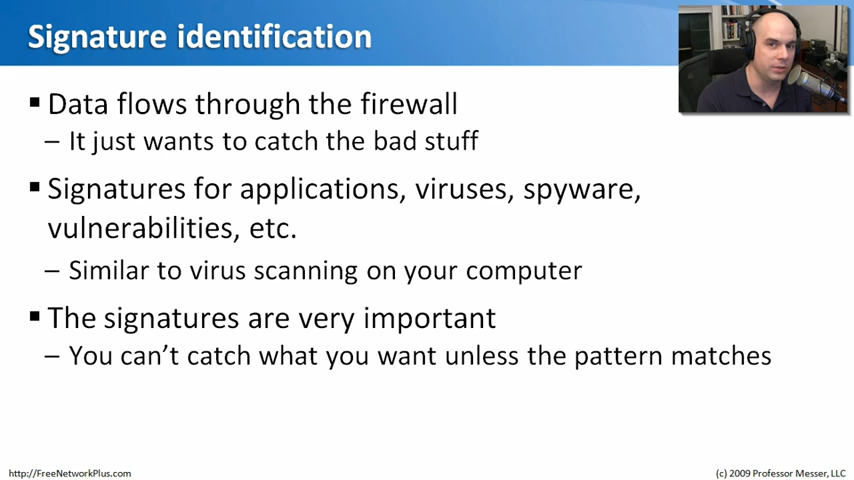 Signature identification
▪ Data flows through the firewall
– It just wants to catch the bad stuff
▪ Signatures for applications, viruses, spyware,
vulnerabilities, etc.
– Similar to virus scanning on your computer
▪ The signatures are very important
– You can’t catch what you want unless the pattern matches
http://FreeNetworkPlus.com
(c) 2009 Professor Messer, LLC